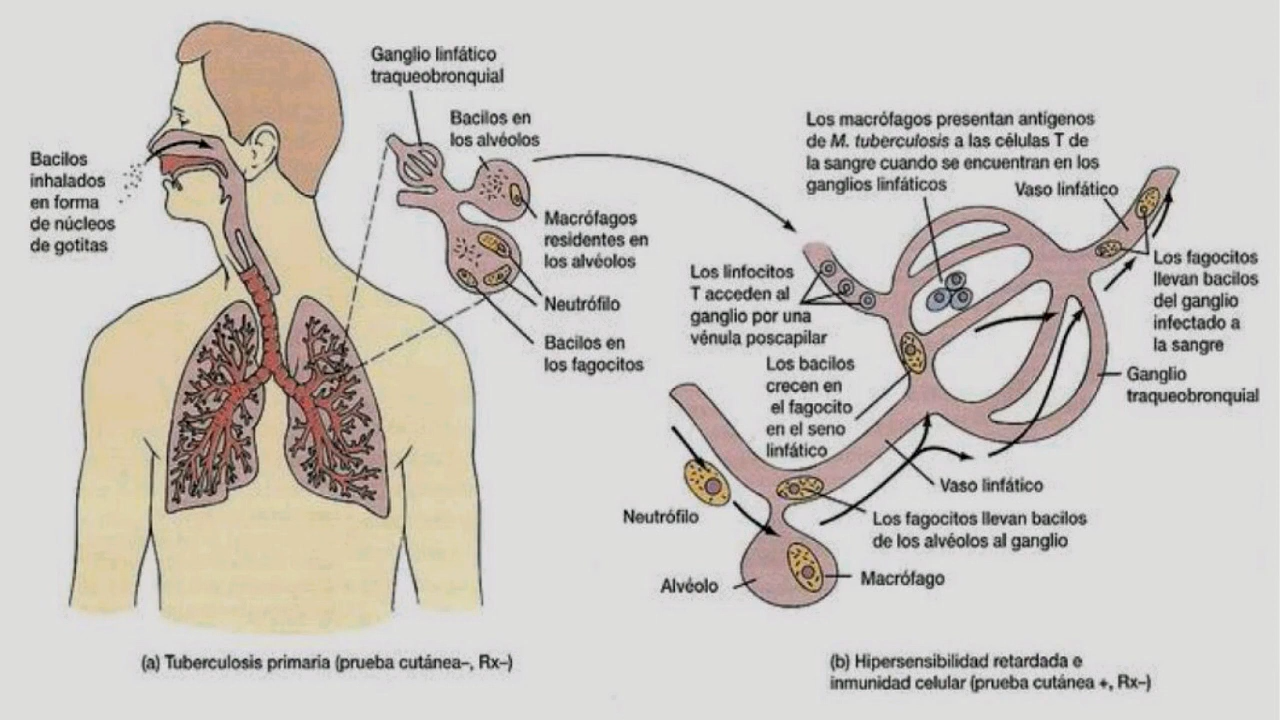 Ganglio linfático
traqueobronquial
Bacilos en
los alvéolos
Bacilos
inhalados
en forma
de núcleos
de gotitas
Macrófagos
residentes en
los alvéolos
Neutrófilo
Bacilos en
los fagocitos
(a) Tuberculosis primaria (prueba cutánea–, Rx–)
Los macrófagos presentan antígenos
de M. tuberculosis a las células T de
la sangre cuando se encuentran en los
ganglios linfáticos
Vaso linfático
Los linfocitos
T acceden al
ganglio por una
vénula poscapilar
Los fagocitos
llevan bacilos
del ganglio
infectado a
la sangre
Los bacilos
crecen en
el fagocito
en el seno
linfático
Ganglio
traqueobronquial
Vaso linfático
Neutrófilo
Los fagocitos llevan bacilos
de los alvéolos al ganglio
Alvéolo
Macrófago
(b) Hipersensibilidad retardada e
inmunidad celular (prueba cutánea +, Rx–)